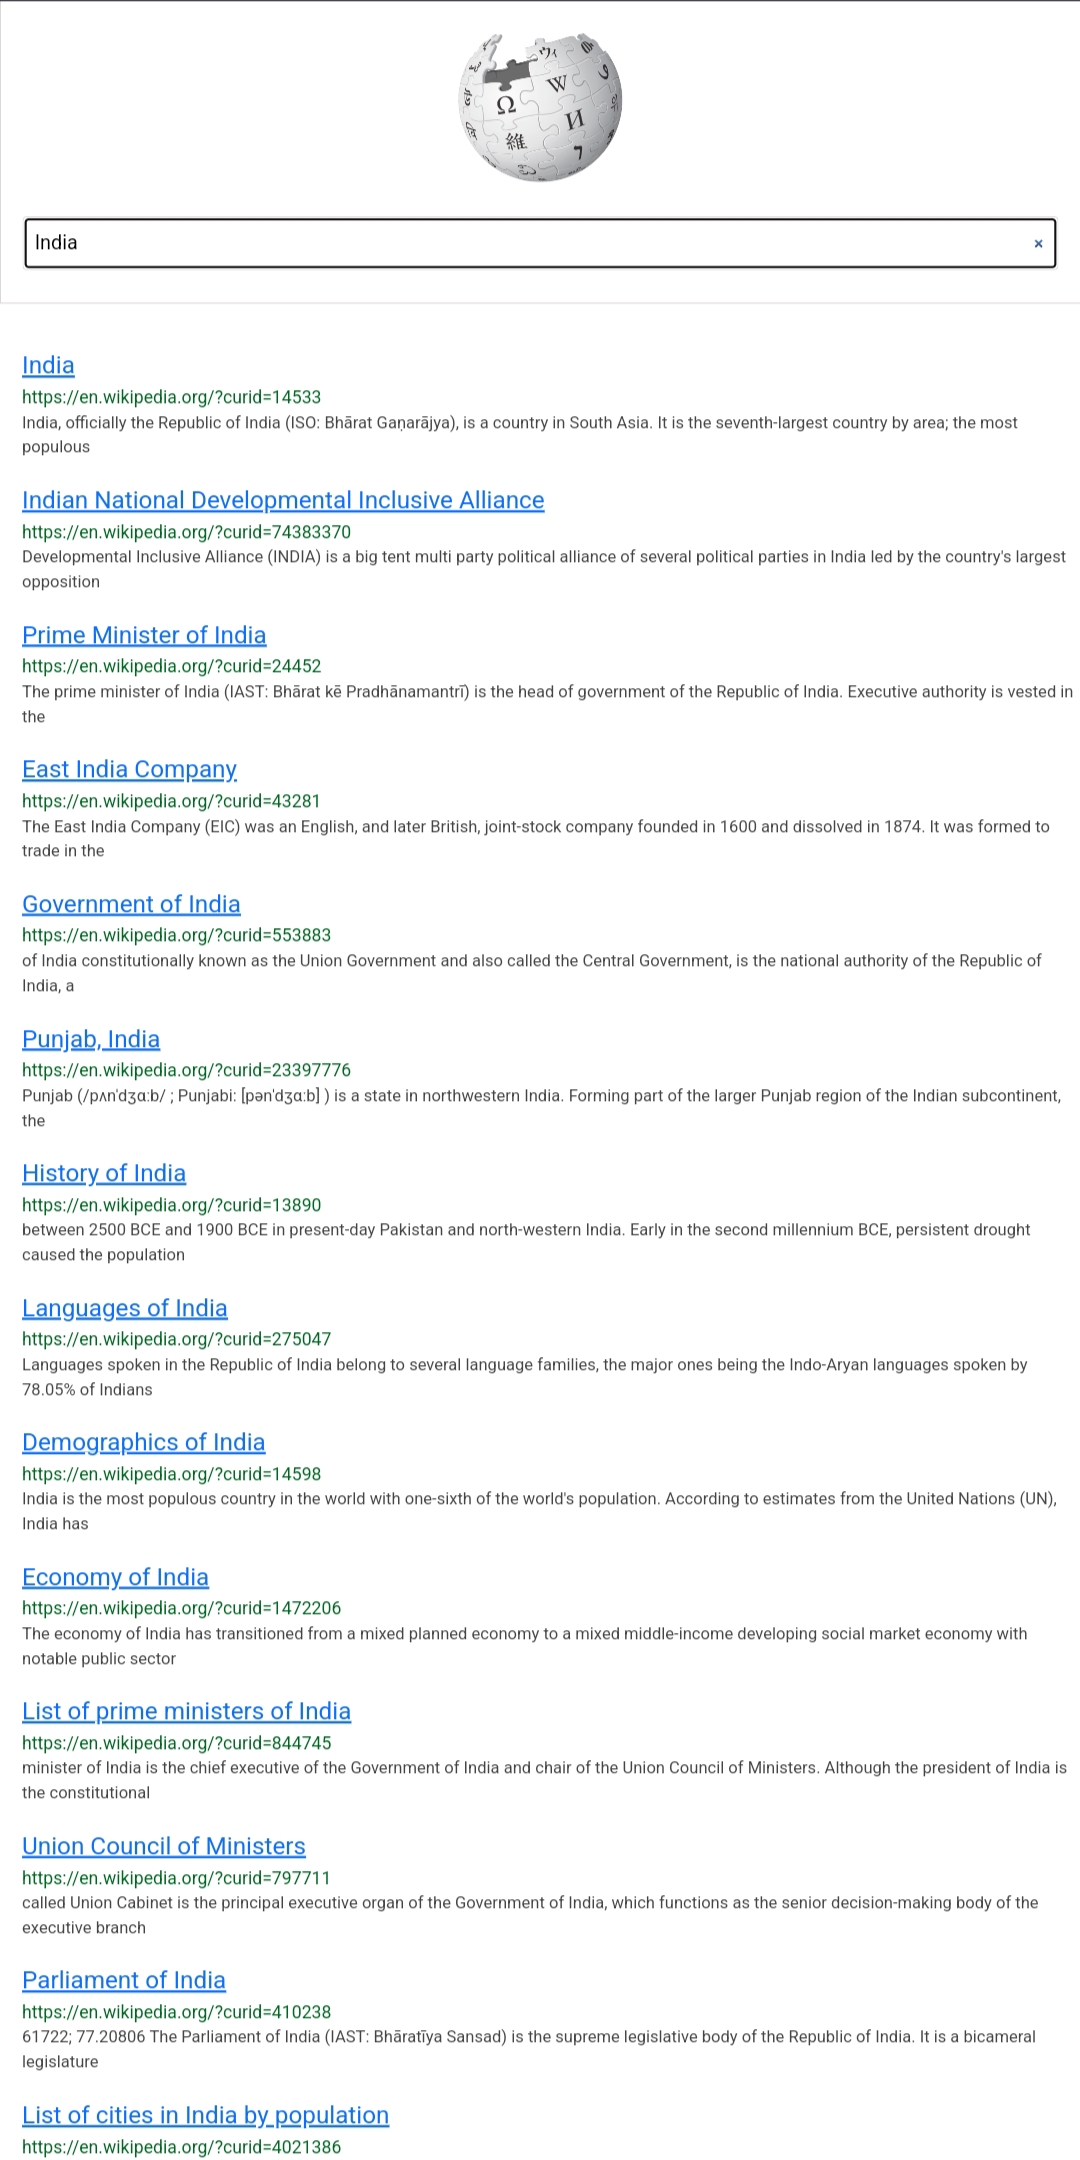 India
×
India
https://en.wikipedia.org/?curid=14533
India, officially the Republic of India (ISO: Bhārat Gaṇarājya), is a country in South Asia. It is the seventh-largest country by area; the most
populous
Indian National Developmental Inclusive Alliance
https://en.wikipedia.org/?curid=74383370
Developmental Inclusive Alliance (INDIA) is a big tent multi party political alliance of several political parties in India led by the country's largest
opposition
Prime Minister of India
https://en.wikipedia.org/?curid=24452
The prime minister of India (IAST: Bhārat kē Pradhānamantrī) is the head of government of the Republic of India. Executive authority is vested in
the
East India Company
https://en.wikipedia.org/?curid=43281
The East India Company (EIC) was an English, and later British, joint-stock company founded in 1600 and dissolved in 1874. It was formed to
trade in the
Government of India
https://en.wikipedia.org/?curid=553883
of India constitutionally known as the Union Government and also called the Central Government, is the national authority of the Republic of
India, a
Punjab, India
https://en.wikipedia.org/?curid=23397776
Punjab (/pʌnˈdʒɑːb/ ; Punjabi: [pənˈdʒɑːb] ) is a state in northwestern India. Forming part of the larger Punjab region of the Indian subcontinent,
the
History of India
https://en.wikipedia.org/?curid=13890
between 2500 BCE and 1900 BCE in present-day Pakistan and north-western India. Early in the second millennium BCE, persistent drought
caused the population
Languages of India
https://en.wikipedia.org/?curid=275047
Languages spoken in the Republic of India belong to several language families, the major ones being the Indo-Aryan languages spoken by
78.05% of Indians
Demographics of India
https://en.wikipedia.org/?curid=14598
India is the most populous country in the world with one-sixth of the world's population. According to estimates from the United Nations (UN),
India has
Economy of India
https://en.wikipedia.org/?curid=1472206
The economy of India has transitioned from a mixed planned economy to a mixed middle-income developing social market economy with
notable public sector
List of prime ministers of India
https://en.wikipedia.org/?curid=844745
minister of India is the chief executive of the Government of India and chair of the Union Council of Ministers. Although the president of India is
the constitutional
Union Council of Ministers
https://en.wikipedia.org/?curid=797711
called Union Cabinet is the principal executive organ of the Government of India, which functions as the senior decision-making body of the
executive branch
Parliament of India
https://en.wikipedia.org/?curid=410238
61722; 77.20806 The Parliament of India (IAST: Bhāratīya Sansad) is the supreme legislative body of the Republic of India. It is a bicameral
legislature
List of cities in India by population
https://en.wikipedia.org/?curid=4021386